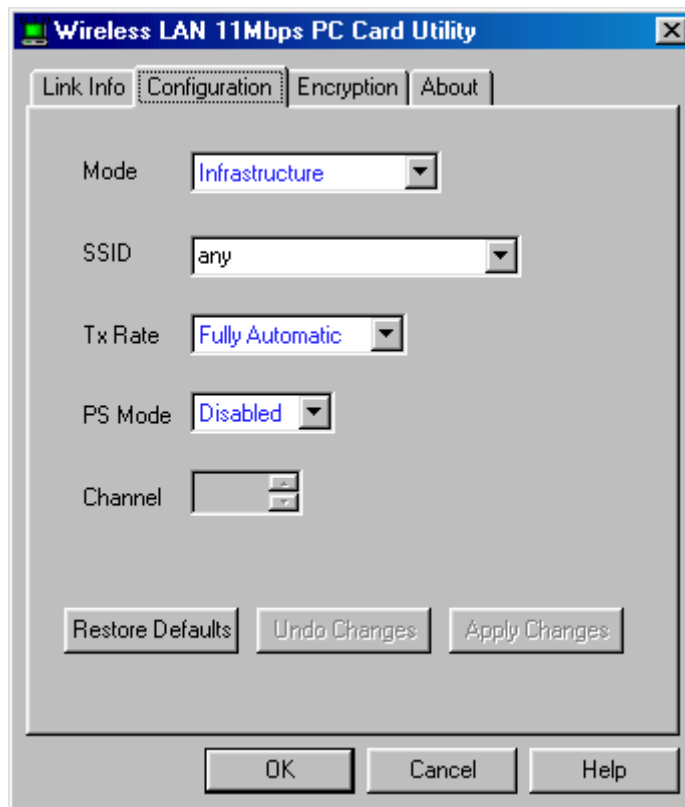 Wireless LAN 11Mbps PC Card Utility
Link Info Configuration Encryption About
Mode Infrastructure
SSID any
Tx Rate Fully Automatic
PS Mode Disabled
Channel
Restore Defaults Undo Changes Apply Changes
OK Cancel Help